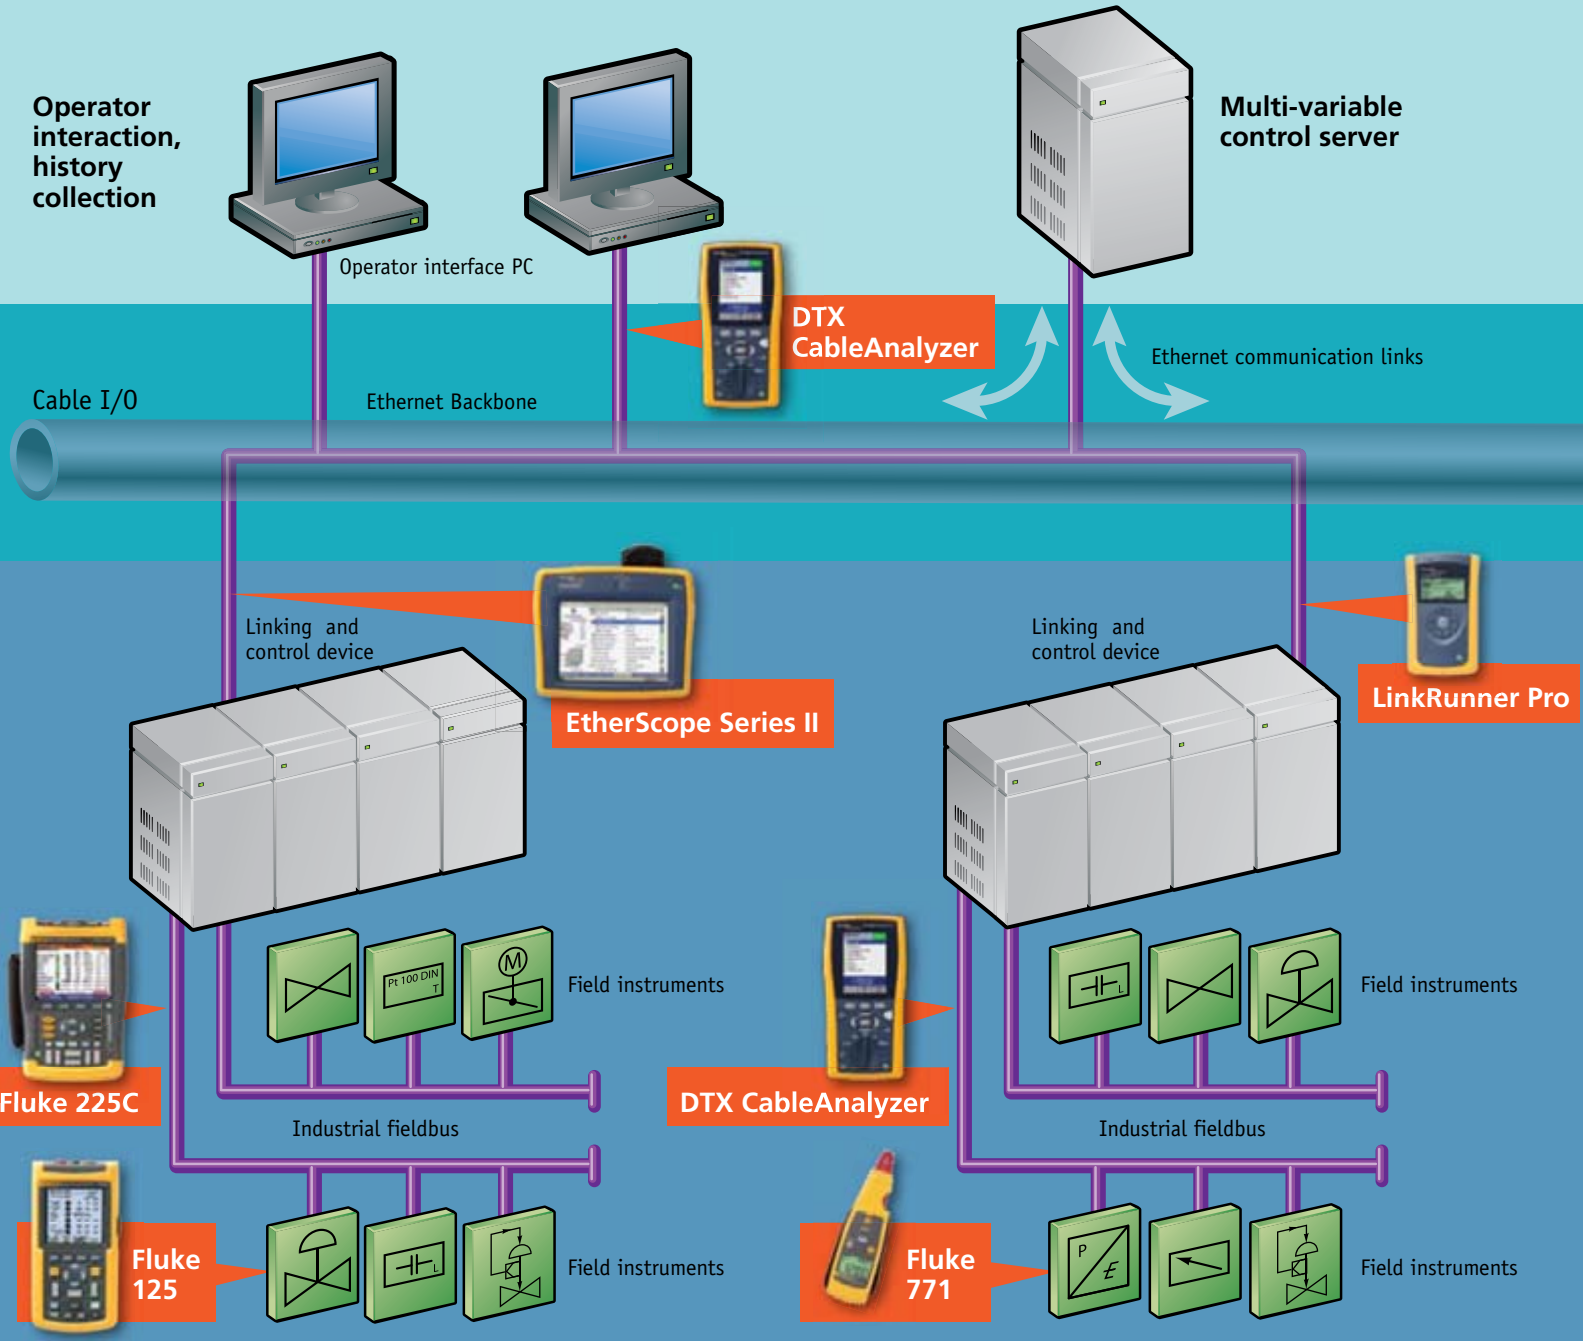 Operator
interaction,
history
collection
Multi-variable
control server
Operator interface PC
DTX
CableAnalyzer
Ethernet communication links
Cable I/O
Ethernet Backbone
Linking and
control device
EtherScope Series II
Linking and
control device
LinkRunner Pro
Pt 100 DIN
T
M
Field instruments
L
Field instruments
Fluke 225C
DTX CableAnalyzer
Industrial fieldbus
Industrial fieldbus
Fluke
125
L
Field instruments
Fluke
771
P
E
Field instruments